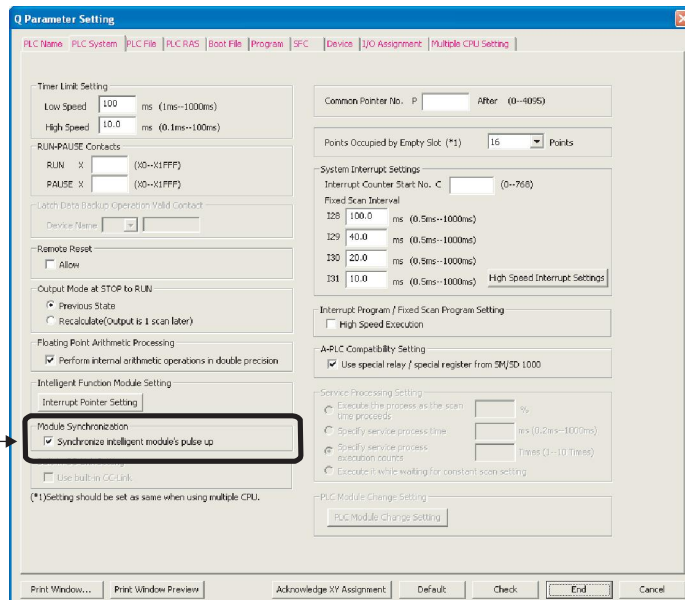 Q Parameter Setting
PLC Name PLC System PLC File PLC RAS Boot File Program SFC Device I/O Assignment Multiple CPU Setting
Timer Limit Setting
Low Speed 100 ms (1ms--1000ms)
High Speed 10.0 ms (0.1ms--100ms)
RUN-PAUSE Contacts
RUN X (X0--X1FFF)
PAUSE X (X0--X1FFF)
Latch Data Backup Operation Valid Contact
Device Name
Remote Reset
Allow
Output Mode at STOP to RUN
Previous State
Recalculate(Output is 1 scan later)
Floating Point Arithmetic Processing
Perform internal arithmetic operations in double precision
Intelligent Function Module Setting
Interrupt Pointer Setting
Module Synchronization
Synchronize intelligent module's pulse up
Use built-in CC-Link
(*1)Setting should be set as same when using multiple CPU.
Common Pointer No. P After (0--4095)
Points Occupied by Empty Slot (*1) 16 Points
System Interrupt Settings
Interrupt Counter Start No. C (0--768)
Fixed Scan Interval
I28 100.0 ms (0.5ms--1000ms)
I29 40.0 ms (0.5ms--1000ms)
I30 20.0 ms (0.5ms--1000ms)
I31 10.0 ms (0.5ms--1000ms) High Speed Interrupt Settings
Interrupt Program / Fixed Scan Program Setting
High Speed Execution
A-PLC Compatibility Setting
Use special relay / special register from SM/SD 1000
Service Processing Setting
Execute the process as the scan
time proceeds %
Specify service process time ms (0.2ms--1000ms)
Specify service process
execution counts Times (1--10 Times)
Execute it while waiting for constant scan setting
PLC Module Change Setting
PLC Module Change Setting
Print Window... Print Window Preview Acknowledge XY Assignment Default Check End Cancel